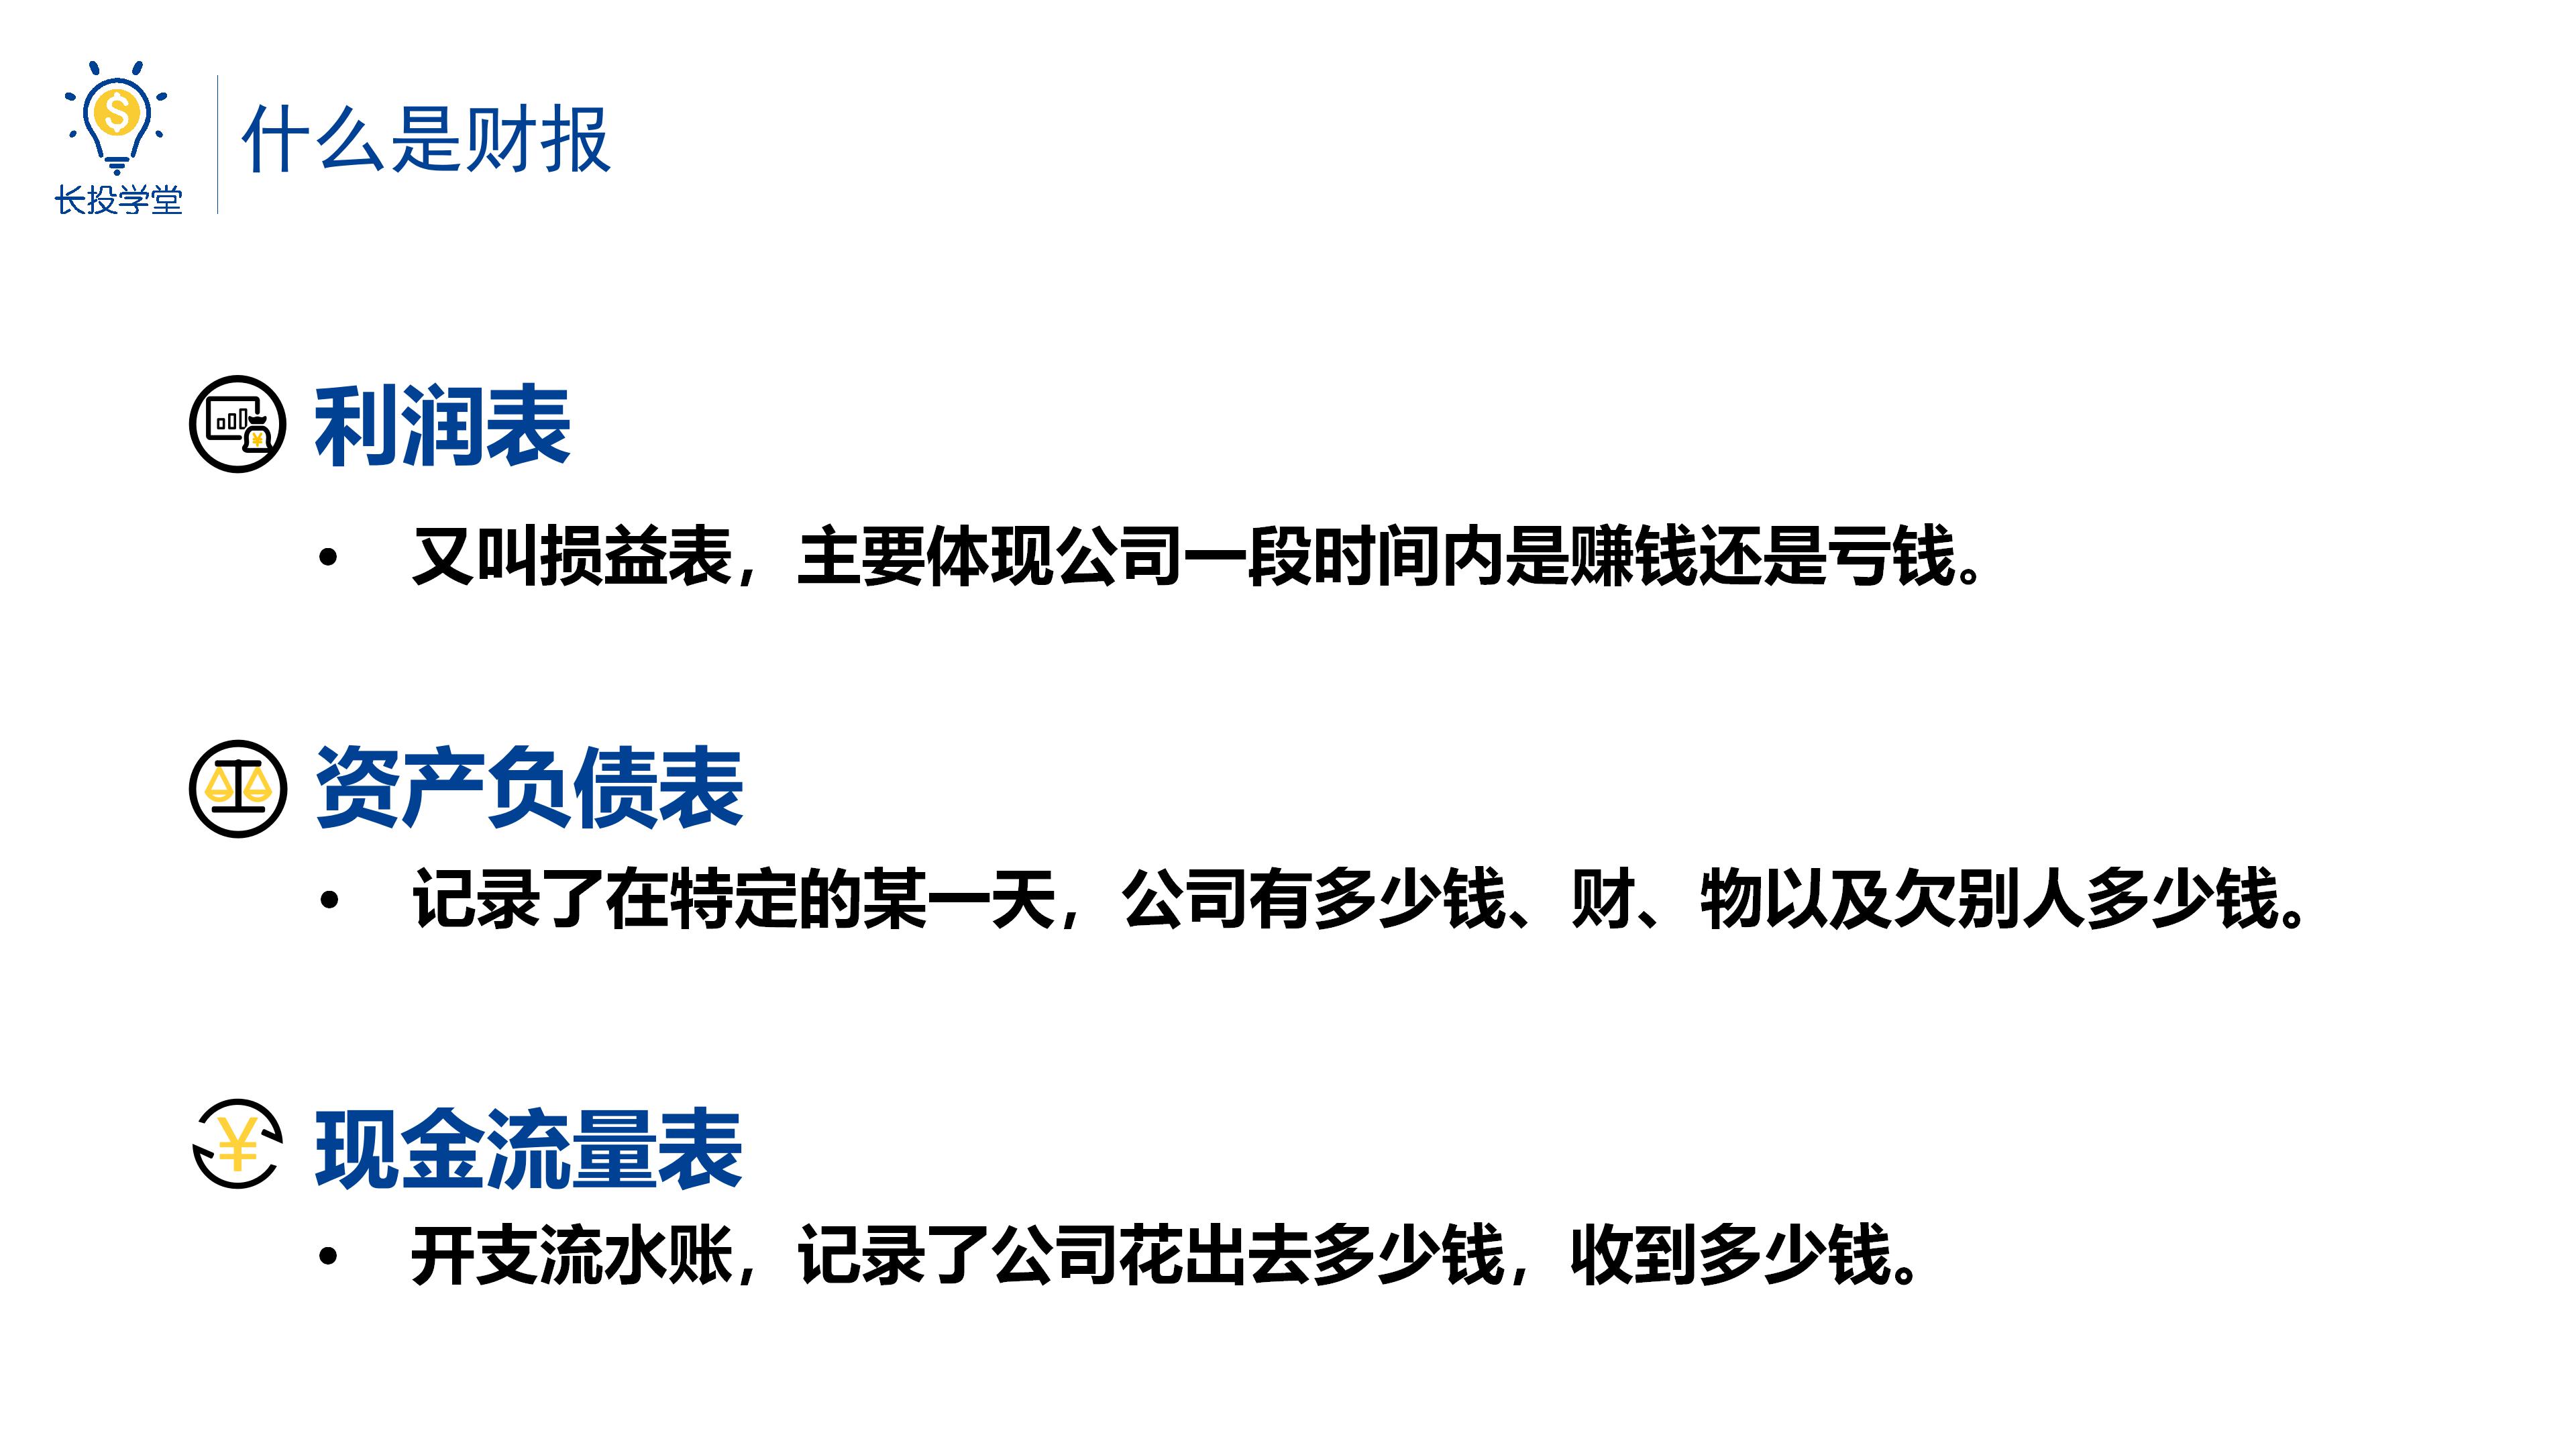 长投学堂
什么是财报
利润表
• 又叫损益表，主要体现公司一段时间内是赚钱还是亏钱。
资产负债表
• 记录了在特定的某一天，公司有多少钱、财、物以及欠别人多少钱。
现金流量表
• 开支流水账，记录了公司花出去多少钱，收到多少钱。